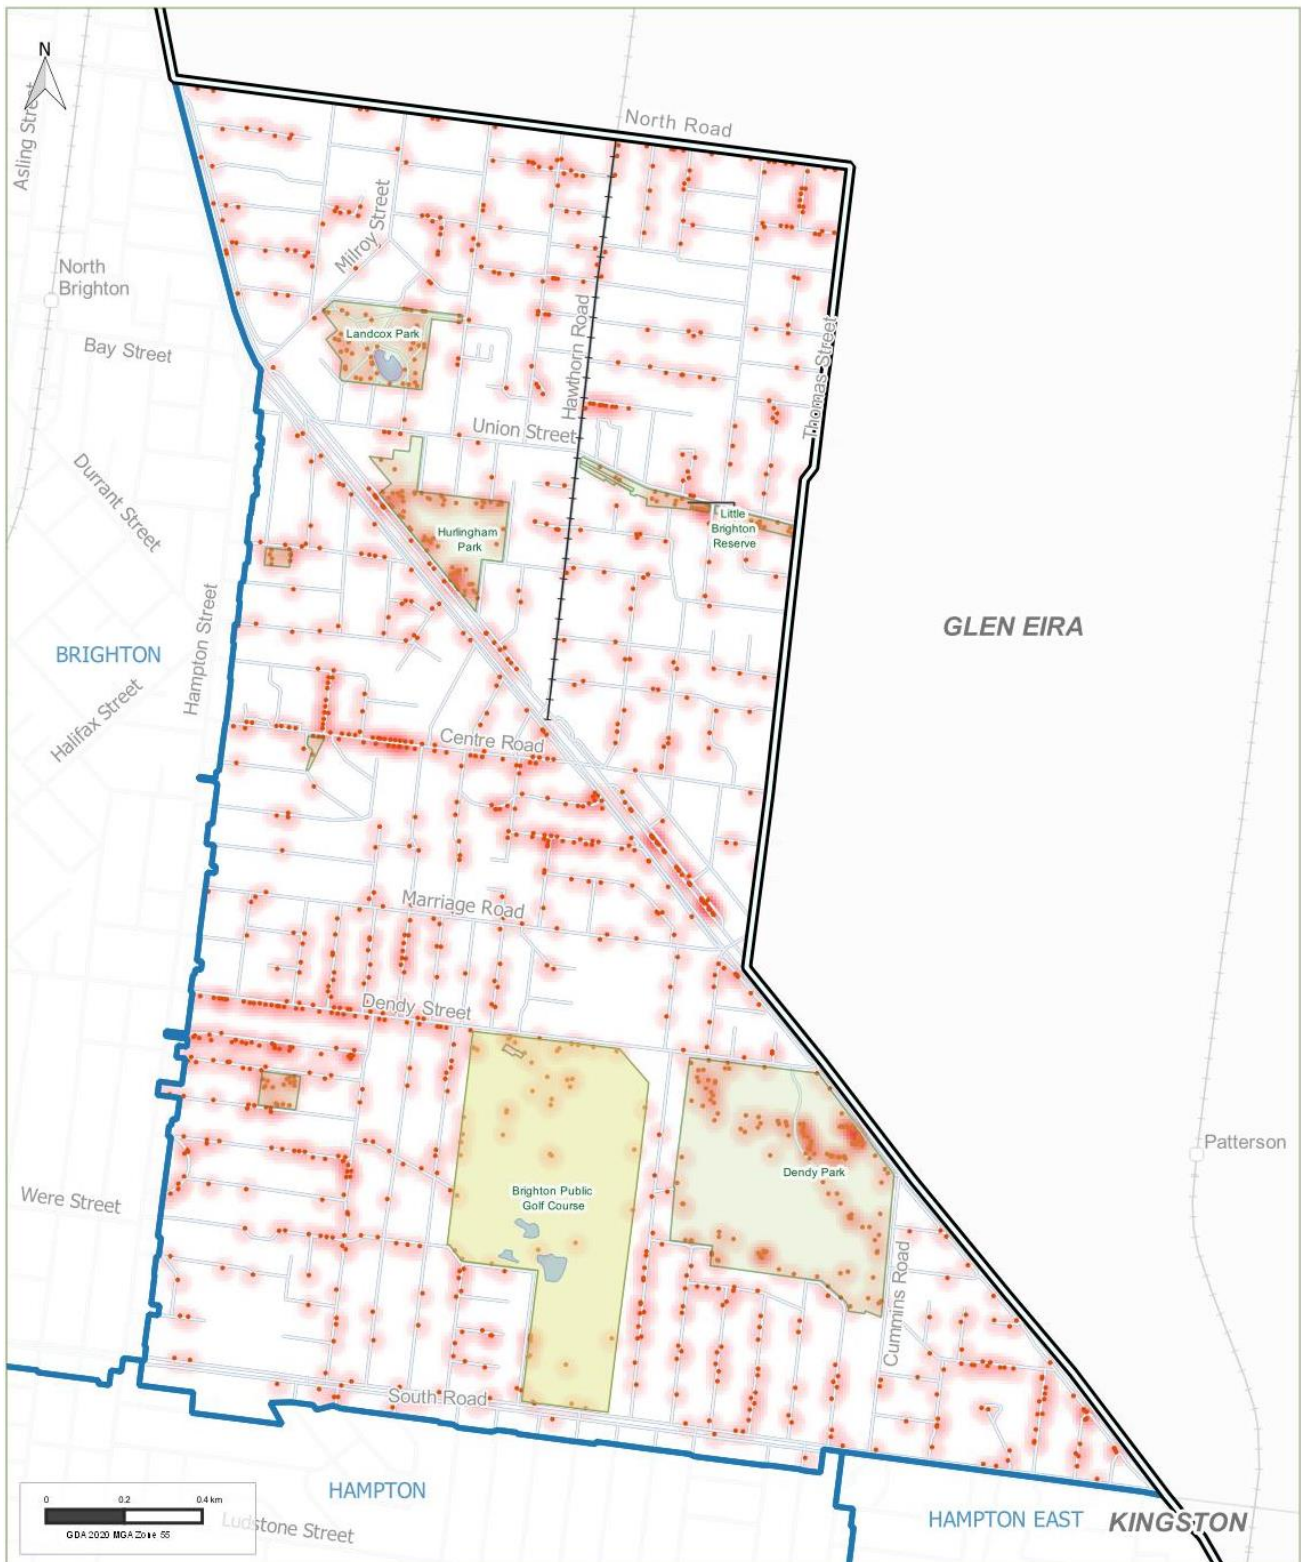 N
North Road
Asling Street
Milroy Street
North
Brighton
Landcox Park
Bay Street
Hawthorn Road
Thomas Street
Union Street
Durrant Street
Hurlingham
Park
Little
Brighton
Reserve
Hampton Street
GLEN EIRA
BRIGHTON
Halifax Street
Centre Road
Marriage Road
Dendy Street
Patterson
Dendy Park
Were Street
Brighton Public
Golf Course
Cummins Road
South Road
HAMPTON
HAMPTON EAST
KINGSTON
Ludstone Street
0 0.2 0.4 km
GDA 2020 MGA Zone 55